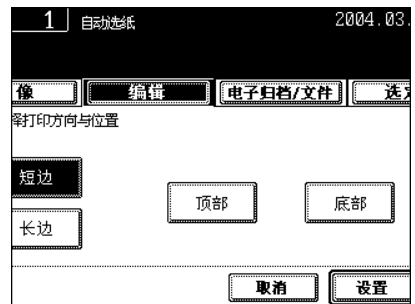 1 自动选纸 2004.03.
像 编辑 电子归档/文件 选
择打印方向与位置
短边
顶部 底部
长边
取消 设置